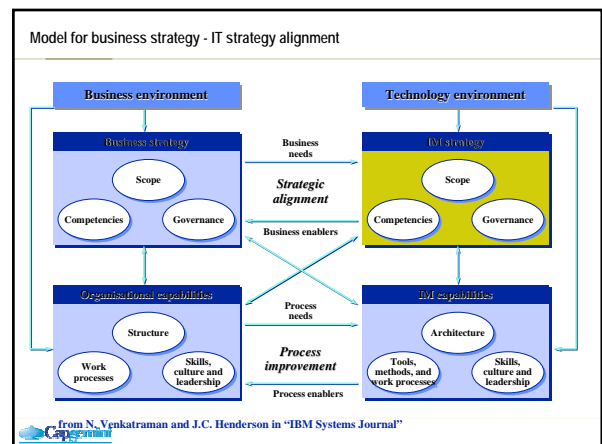 Model for business strategy - IT strategy alignment
Business environment
Technology environment
Business strategy
Scope
Competencies
Governance
Business
needs
Strategic
alignment
Business enablers
IM strategy
Scope
Competencies
Governance
Organisational capabilities
Structure
Work
processes
Skills,
culture and
leadership
Process
needs
Process
improvement
Process enablers
IM capabilities
Architecture
Tools,
methods, and
work processes
Skills,
culture and
leadership
from N. Venkatraman and J.C. Henderson in “IBM Systems Journal”
Capgemini